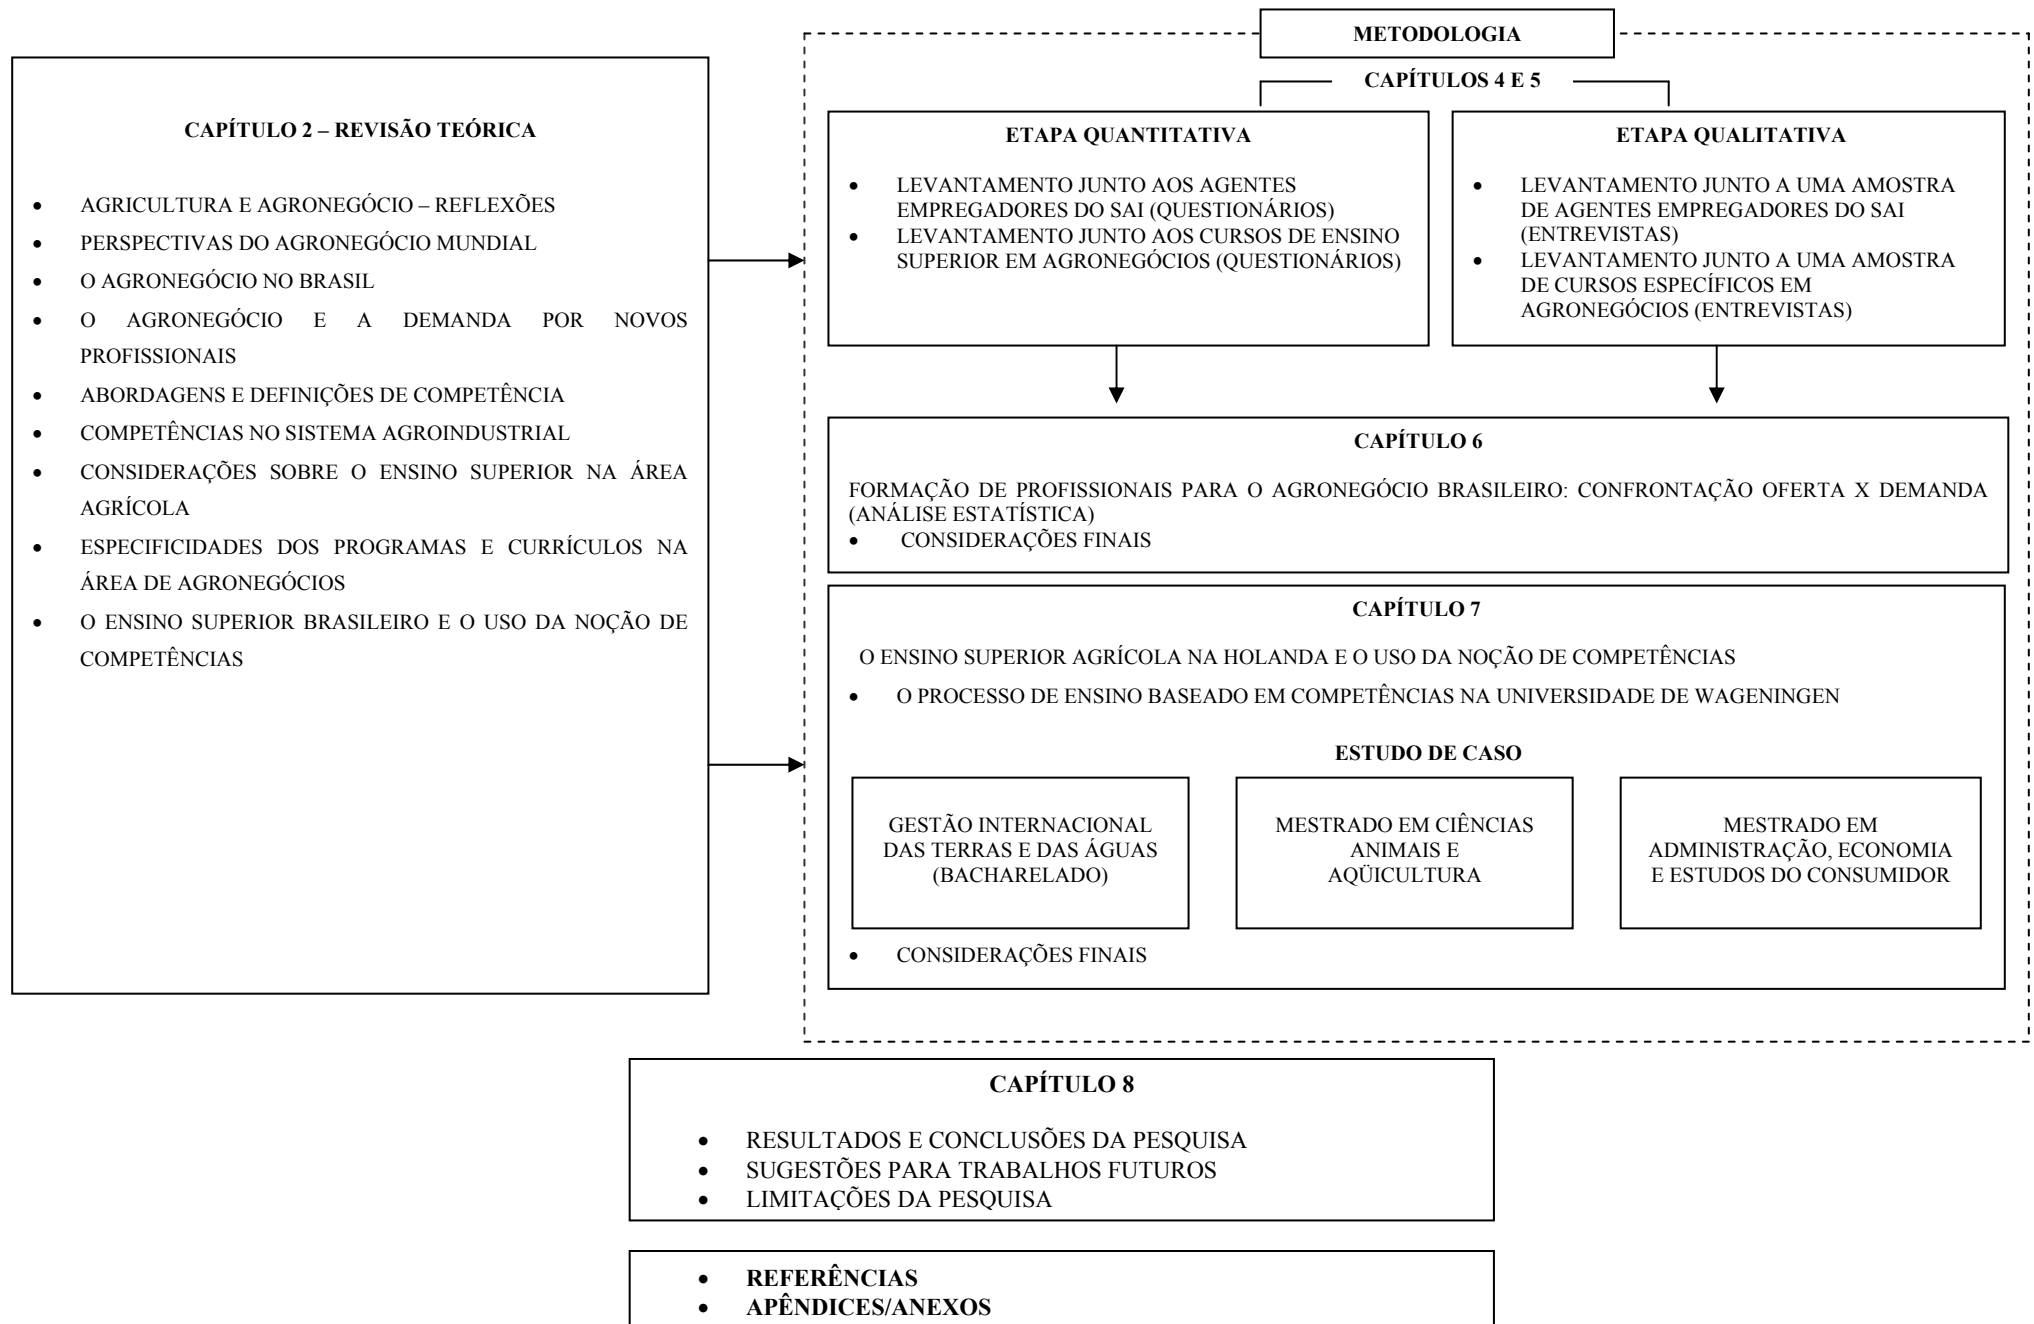 CAPÍTULO 2 – REVISÃO TEÓRICA
• AGRICULTURA E AGRONEGÓCIO – REFLEXÕES
• PERSPECTIVAS DO AGRONEGÓCIO MUNDIAL
• O AGRONEGÓCIO NO BRASIL
• O AGRONEGÓCIO E A DEMANDA POR NOVOS
PROFISSIONAIS
• ABORDAGENS E DEFINIÇÕES DE COMPETÊNCIA
• COMPETÊNCIAS NO SISTEMA AGROINDUSTRIAL
• CONSIDERAÇÕES SOBRE O ENSINO SUPERIOR NA ÁREA
AGRÍCOLA
• ESPECIFICIDADES DOS PROGRAMAS E CURRÍCULOS NA
ÁREA DE AGRONEGÓCIOS
• O ENSINO SUPERIOR BRASILEIRO E O USO DA NOÇÃO DE
COMPETÊNCIAS
METODOLOGIA
CAPÍTULOS 4 E 5
ETAPA QUANTITATIVA
• LEVANTAMENTO JUNTO AOS AGENTES
EMPREGADORES DO SAI (QUESTIONÁRIOS)
• LEVANTAMENTO JUNTO AOS CURSOS DE ENSINO
SUPERIOR EM AGRONEGÓCIOS (QUESTIONÁRIOS)
ETAPA QUALITATIVA
• LEVANTAMENTO JUNTO A UMA AMOSTRA
DE AGENTES EMPREGADORES DO SAI
(ENTREVISTAS)
• LEVANTAMENTO JUNTO A UMA AMOSTRA
DE CURSOS ESPECÍFICOS EM
AGRONEGÓCIOS (ENTREVISTAS)
CAPÍTULO 6
FORMAÇÃO DE PROFISSIONAIS PARA O AGRONEGÓCIO BRASILEIRO: CONFRONTAÇÃO OFERTA X DEMANDA
(ANÁLISE ESTATÍSTICA)
• CONSIDERAÇÕES FINAIS
CAPÍTULO 7
O ENSINO SUPERIOR AGRÍCOLA NA HOLANDA E O USO DA NOÇÃO DE COMPETÊNCIAS
• O PROCESSO DE ENSINO BASEADO EM COMPETÊNCIAS NA UNIVERSIDADE DE WAGENINGEN
ESTUDO DE CASO
GESTÃO INTERNACIONAL
DAS TERRAS E DAS ÁGUAS
(BACHARELADO)
MESTRADO EM CIÊNCIAS
ANIMAIS E
AQÜICULTURA
MESTRADO EM
ADMINISTRAÇÃO, ECONOMIA
E ESTUDOS DO CONSUMIDOR
• CONSIDERAÇÕES FINAIS
CAPÍTULO 8
• RESULTADOS E CONCLUSÕES DA PESQUISA
• SUGESTÕES PARA TRABALHOS FUTUROS
• LIMITAÇÕES DA PESQUISA
• REFERÊNCIAS
• APÊNDICES/ANEXOS